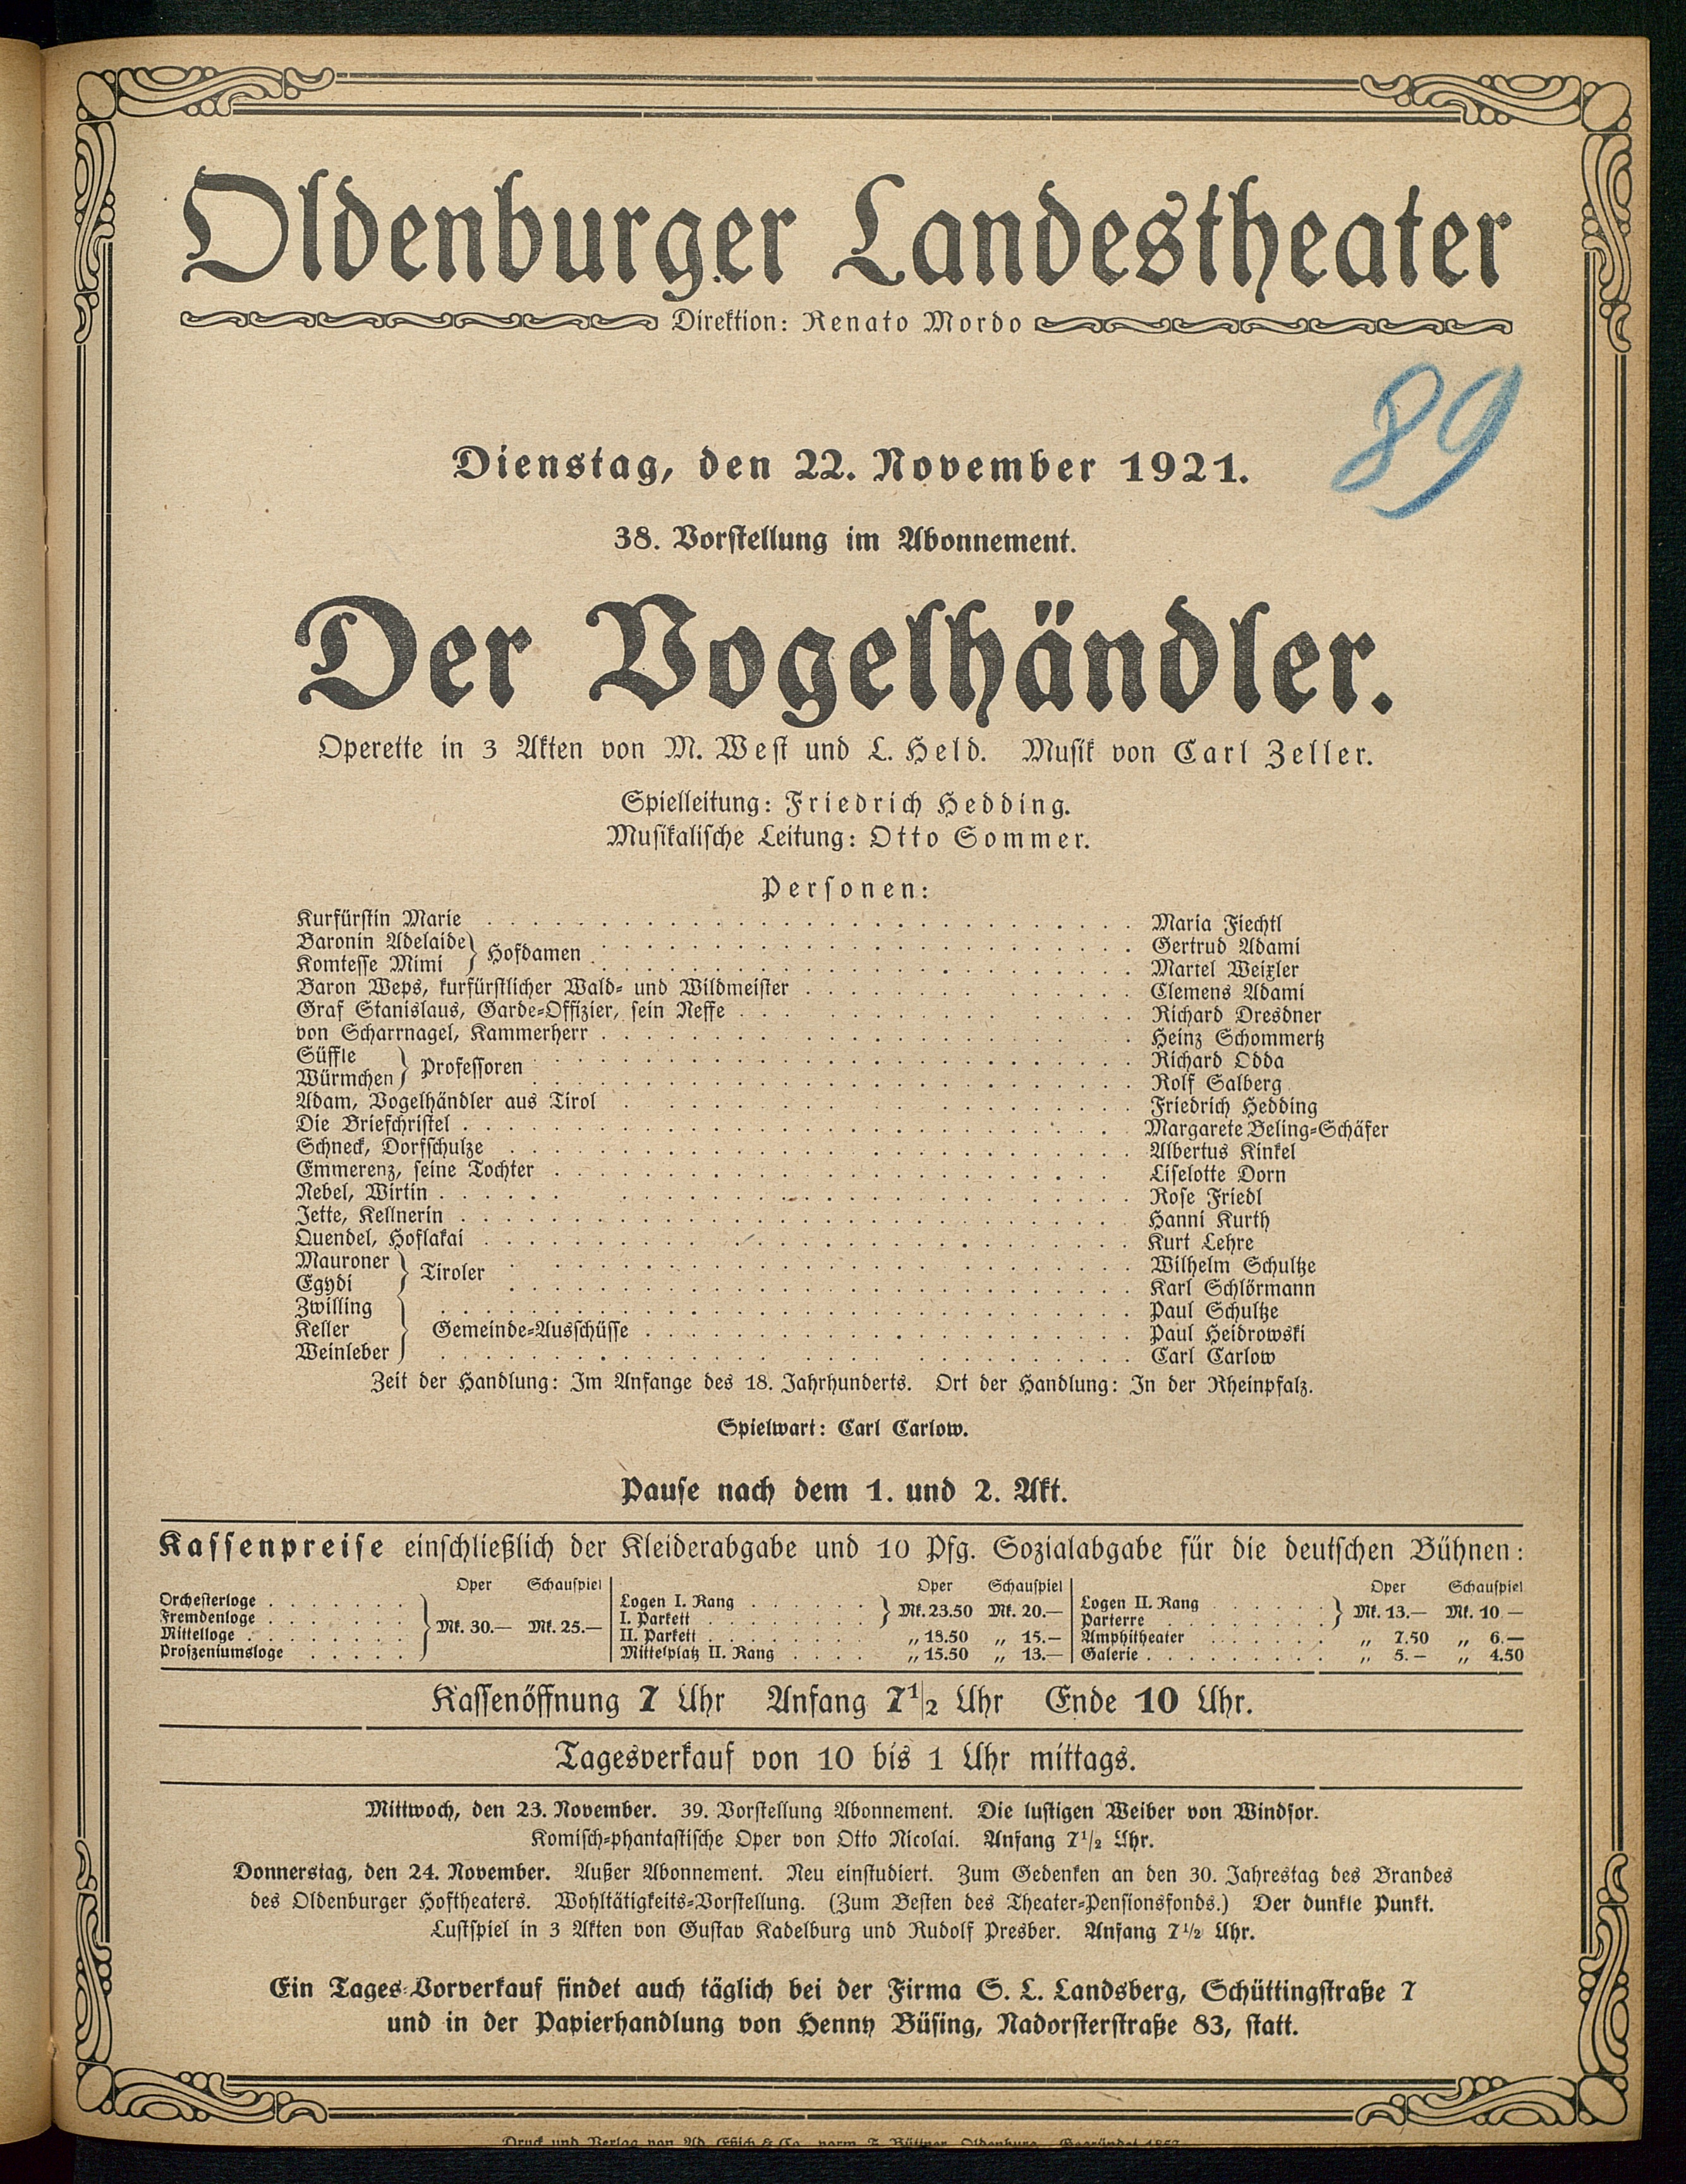 Oldenburger Landestheater
Direktion: Renato Mordo
89
Dienstag, den 22. November 1921.
38. Vorstellung im Abonnement.
Der Vogelhändler.
Operette in 3 Akten von M. West und L. Held. Musik von Carl Zeller.
Spielleitung: Friedrich Hedding.
Musikalische Leitung: Otto Sommer.
Personen:
Kurfürstin Marie . . . . Maria Fiechtl
Baronin Adelaide } Hofdamen . . . . Gertrud Adami
Komtesse Mimi } . . . . Martel Weixler
Baron Weps, kurfürstlicher Wald- und Wildmeister . . . . Clemens Adami
Graf Stanislaus, Garde-Offizier, sein Neffe . . . . Richard Dresdner
von Scharrnagel, Kammerherr . . . . Heinz Schommertz
Süffle } Professoren . . . . Richard Odda
Würmchen } . . . . Rolf Salberg
Adam, Vogelhändler aus Tirol . . . . Friedrich Hedding
Die Briefchristel . . . . Margarete Beling-Schäfer
Schneck, Dorfschulze . . . . Albertus Kinkel
Emmerenz, seine Tochter . . . . Liselotte Dorn
Nebel, Wirtin . . . . Rose Friedl
Jette, Kellnerin . . . . Hanni Kurth
Quendel, Hoflakai . . . . Kurt Lehre
Mauroner } Tiroler . . . . Wilhelm Schultze
Egydi } . . . . Karl Schlörmann
Zwilling } . . . . Paul Schultze
Keller } Gemeinde-Ausschüsse . . . . Paul Heidrowski
Weinleber } . . . . Carl Carlow
Zeit der Handlung: Im Anfange des 18. Jahrhunderts. Ort der Handlung: In der Rheinpfalz.
Spielwart: Carl Carlow.
Pause nach dem 1. und 2. Akt.
Kassenpreise einschließlich der Kleiderabgabe und 10 Pfg. Sozialabgabe für die deutschen Bühnen:
Oper Schauspiel
Orchesterloge . . . .
Fremdenloge . . . .
Mittelloge . . . .
Proszeniumsloge . . . .
} Mk. 30.— Mk. 25.—
Oper Schauspiel
Logen I. Rang . . . .
I. Parkett . . . .
} Mk. 23.50 Mk. 20.—
II. Parkett . . . . „ 18.50 „ 15.—
Mittelplatz II. Rang . . . . „ 15.50 „ 13.—
Oper Schauspiel
Logen II. Rang . . . .
Parterre . . . .
} Mk. 13.— Mk. 10 —
Amphitheater . . . . „ 7.50 „ 6.—
Galerie . . . . „ 5.— „ 4.50
Kassenöffnung 7 Uhr Anfang 7 1/2 Uhr Ende 10 Uhr.
Tagesverkauf von 10 bis 1 Uhr mittags.
Mittwoch, den 23. November. 39. Vorstellung Abonnement. Die lustigen Weiber von Windsor.
Komisch-phantastische Oper von Otto Nicolai. Anfang 7 1/2 Uhr.
Donnerstag, den 24. November. Außer Abonnement. Neu einstudiert. Zum Gedenken an den 30. Jahrestag des Brandes
des Oldenburger Hoftheaters. Wohltätigkeits-Vorstellung. (Zum Besten des Theater-Pensionsfonds.) Der dunkle Punkt.
Lustspiel in 3 Akten von Gustav Kadelburg und Rudolf Presber. Anfang 7 1/2 Uhr.
Ein Tages-Vorverkauf findet auch täglich bei der Firma S. L. Landsberg, Schüttingstraße 7
und in der Papierhandlung von Henny Büsing, Nadorsterstraße 83, statt.
Druck und Verlag von Ad. Littmann